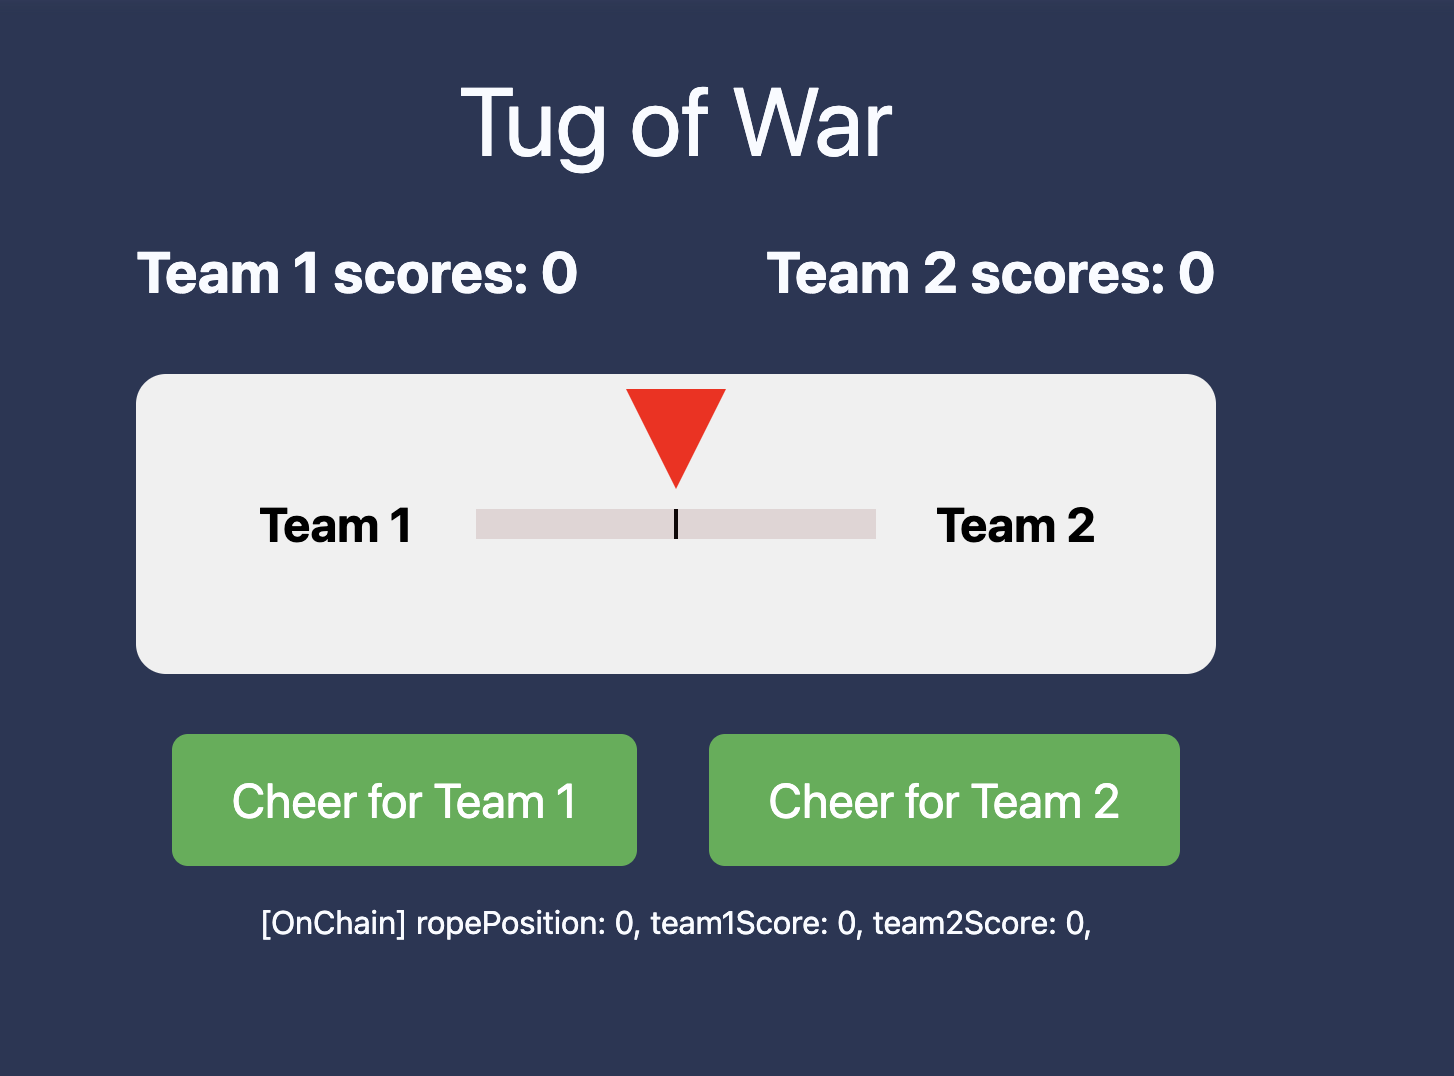 Tug of War
Team 1 scores: 0
Team 2 scores: 0
Team 1
Team 2
Cheer for Team 1
Cheer for Team 2
[OnChain] ropePosition: 0, team1Score: 0, team2Score: 0,